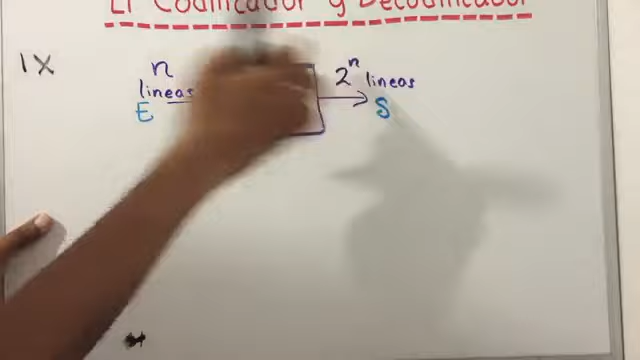 El Codificador y Decodificador
1X
n
lineas
E
2ⁿ lineas
S